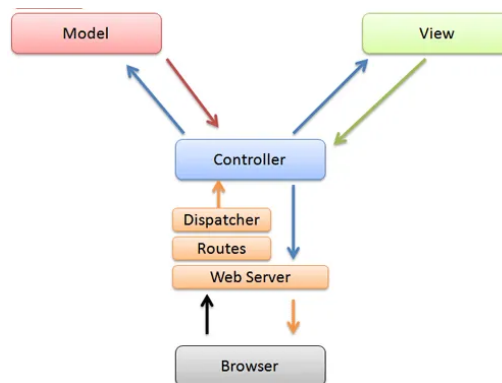 Model
View
Controller
Dispatcher
Routes
Web Server
Browser